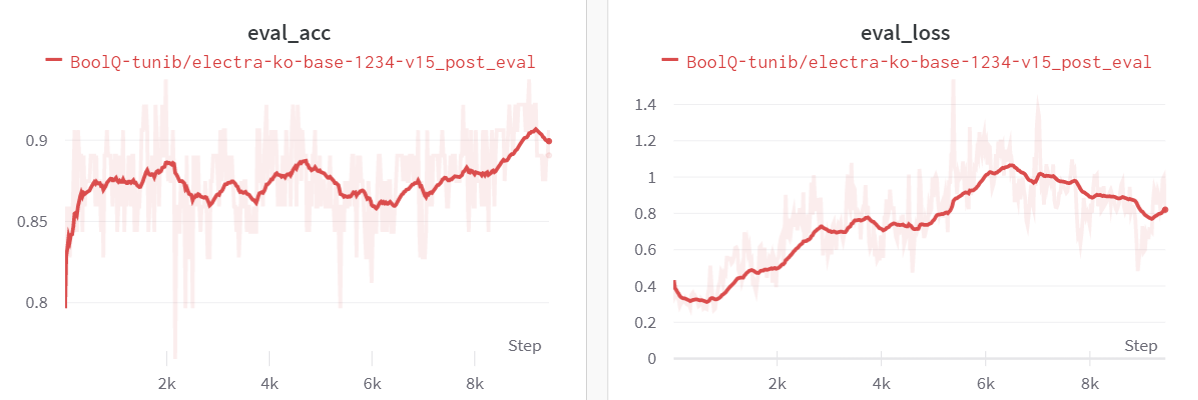 eval_acc
BoolQ-tunib/electra-ko-base-1234-v15_post_eval
0.9
0.85
0.8
Step
2k
4k
6k
8k
eval_loss
BoolQ-tunib/electra-ko-base-1234-v15_post_eval
1.4
1.2
1
0.8
0.6
0.4
0.2
0
Step
2k
4k
6k
8k